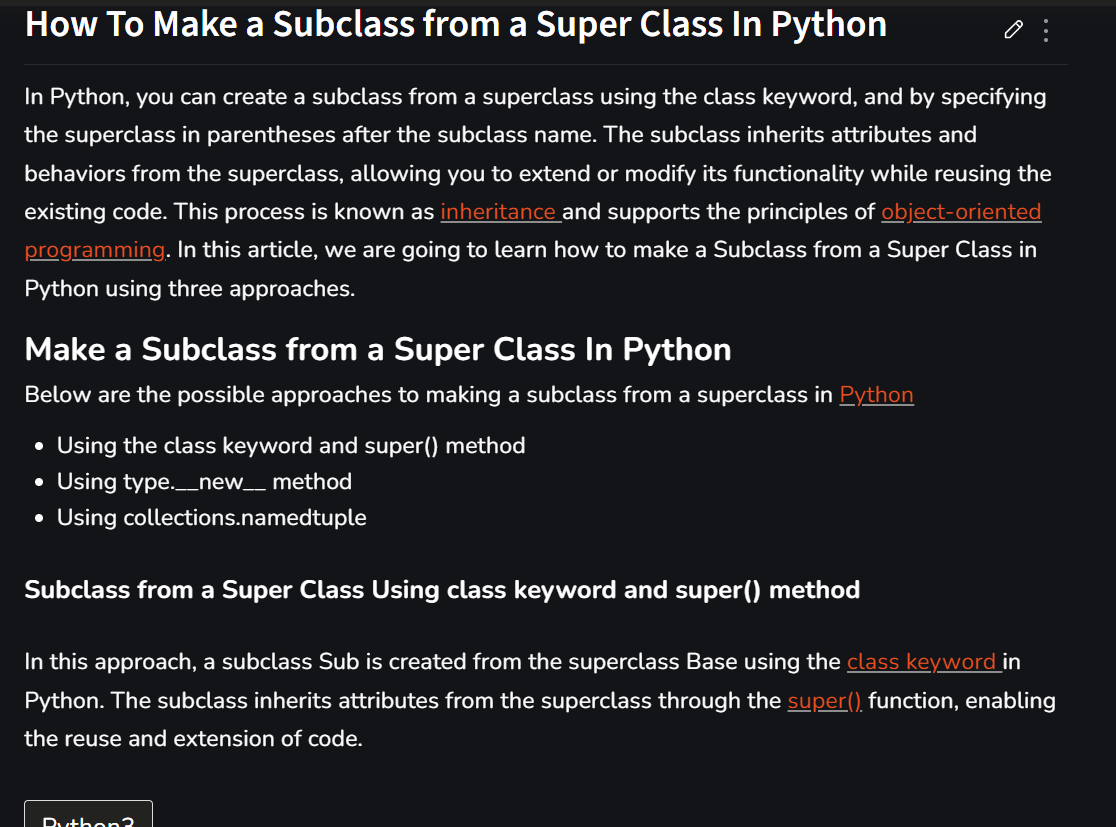 How To Make a Subclass from a Super Class In Python
In Python, you can create a subclass from a superclass using the class keyword, and by specifying
the superclass in parentheses after the subclass name. The subclass inherits attributes and
behaviors from the superclass, allowing you to extend or modify its functionality while reusing the
existing code. This process is known as inheritance and supports the principles of object-oriented
programming. In this article, we are going to learn how to make a Subclass from a Super Class in
Python using three approaches.
Make a Subclass from a Super Class In Python
Below are the possible approaches to making a subclass from a superclass in Python
• Using the class keyword and super() method
• Using type.__new__ method
• Using collections.namedtuple
Subclass from a Super Class Using class keyword and super() method
In this approach, a subclass Sub is created from the superclass Base using the class keyword in
Python. The subclass inherits attributes from the superclass through the super() function, enabling
the reuse and extension of code.
Python3